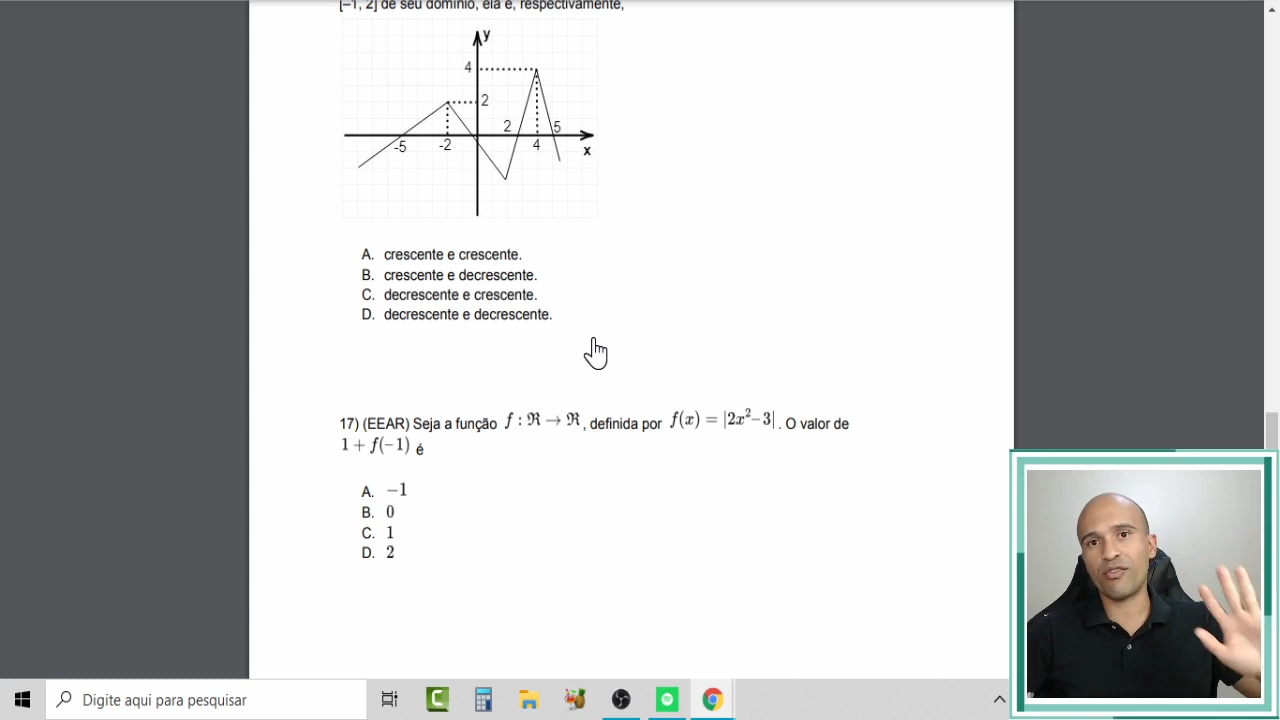 [–1, 2] de seu domínio, ela é, respectivamente,
y
4
2
2
5
-5
-2
4
x
A. crescente e crescente.
B. crescente e decrescente.
C. decrescente e crescente.
D. decrescente e decrescente.
17) (EEAR) Seja a função f : ℜ → ℜ, definida por f(x) = |2x²–3|. O valor de
1 + f(−1) é
A. −1
B. 0
C. 1
D. 2
Digite aqui para pesquisar